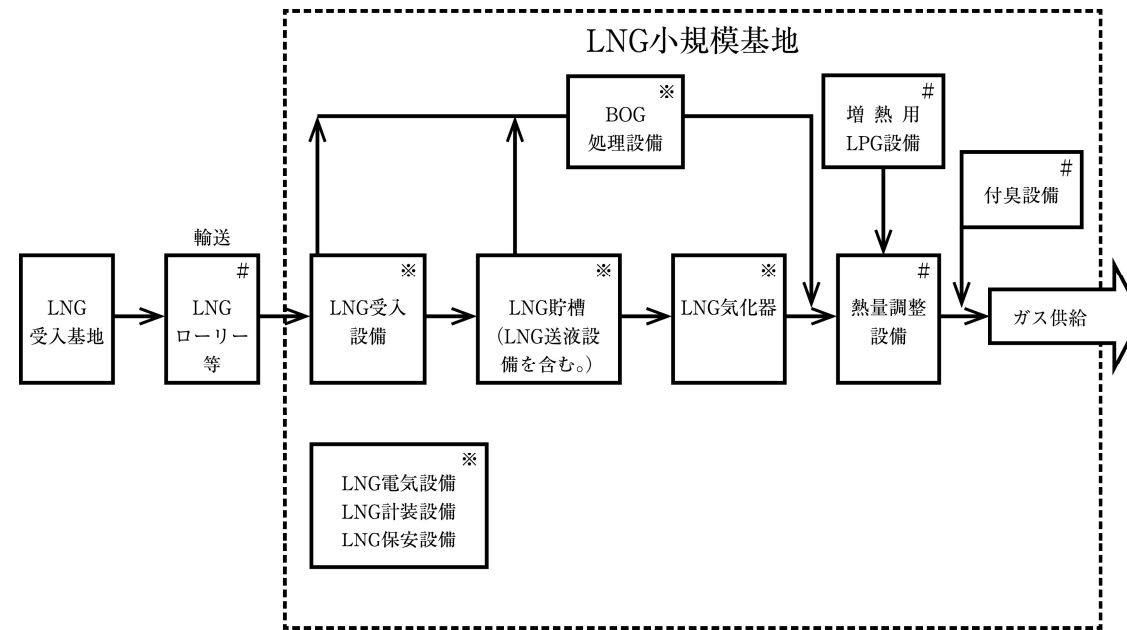 LNG小規模基地
※
BOG
処理設備
#
増 熱 用
LPG設備
#
付臭設備
LNG
受入基地
輸送
#
LNG
ローリー
等
※
LNG受入
設備
※
LNG貯槽
(LNG送液設
備を含む。)
※
LNG気化器
#
熱量調整
設備
ガス供給
※
LNG電気設備
LNG計装設備
LNG保安設備